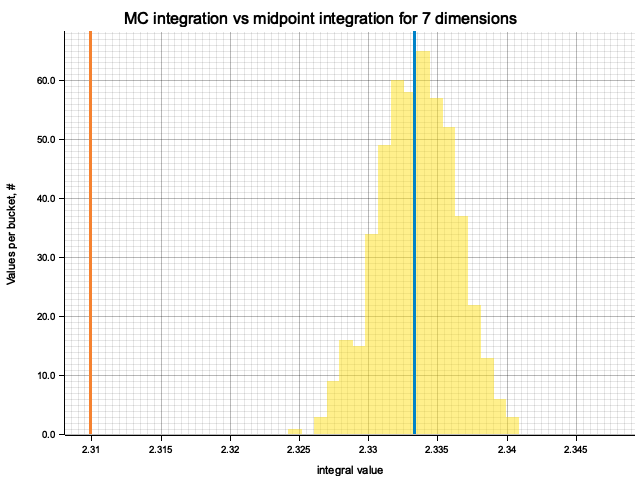 MC integration vs midpoint integration for 7 dimensions
Values per bucket, #
60.0
50.0
40.0
30.0
20.0
10.0
0.0
2.31 2.315 2.32 2.325 2.33 2.335 2.34 2.345
integral value